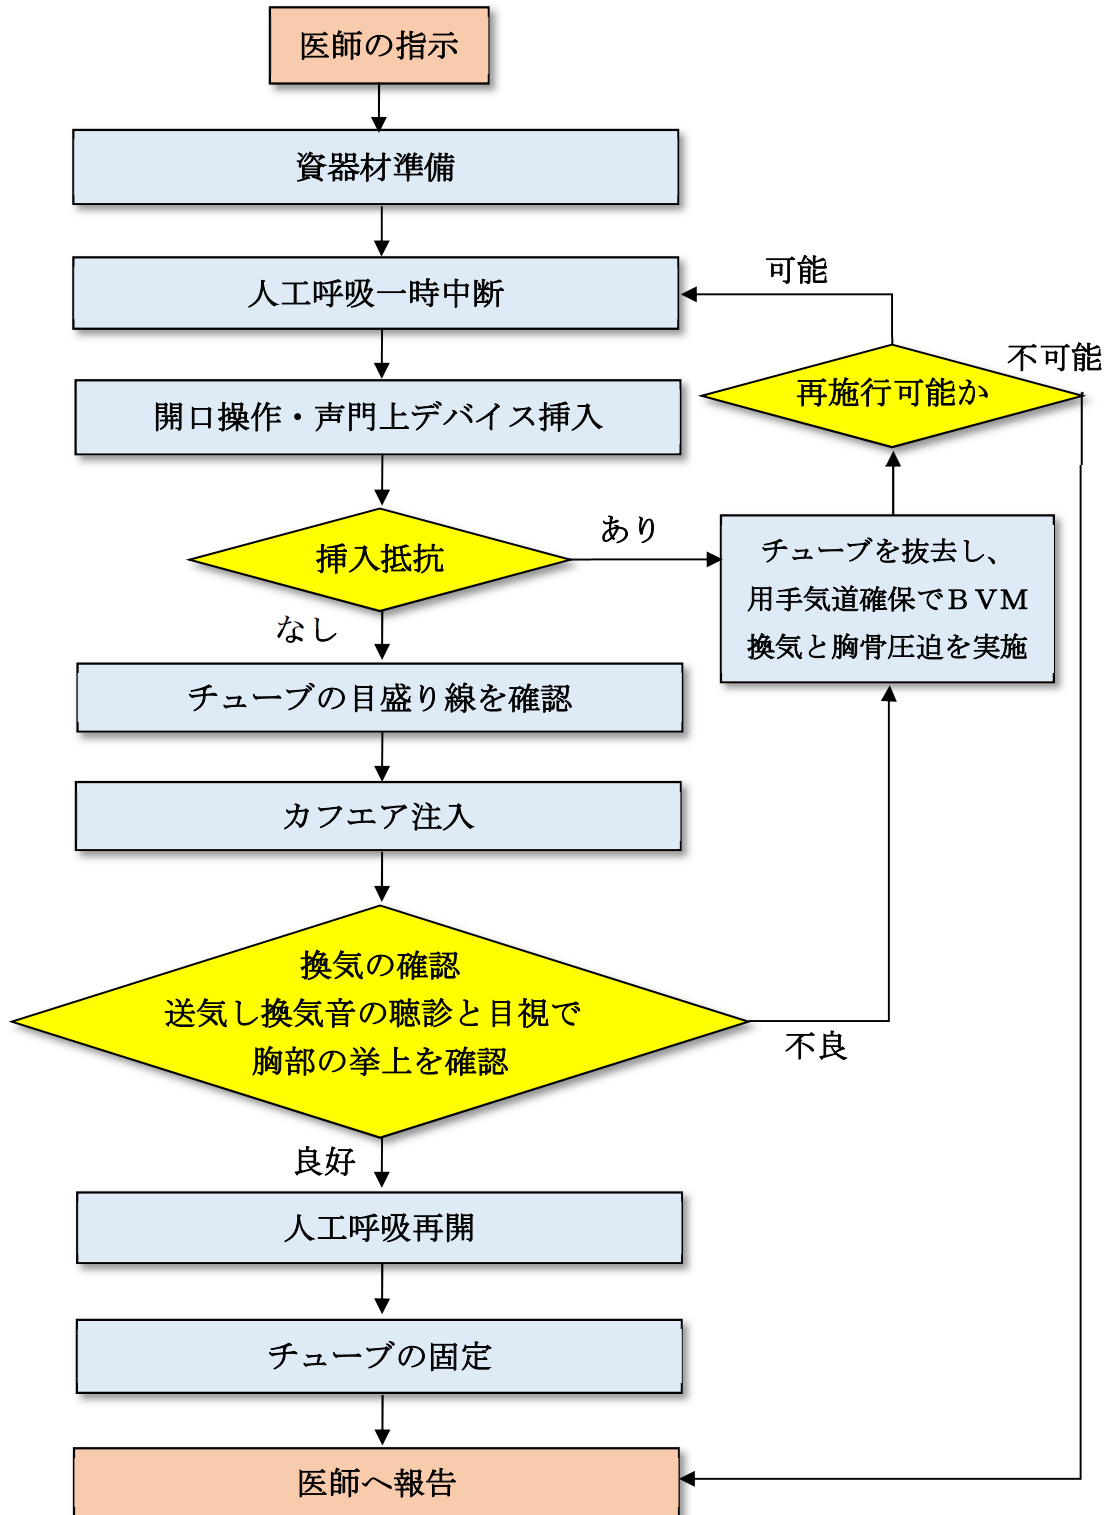 医師の指示
資器材準備
人工呼吸一時中断
可能
不可能
再施行可能か
開口操作・声門上デバイス挿入
挿入抵抗
あり
なし
チューブを抜去し、
用手気道確保でＢＶＭ
換気と胸骨圧迫を実施
チューブの目盛り線を確認
カフエア注入
換気の確認
送気し換気音の聴診と目視で
胸部の挙上を確認
不良
良好
人工呼吸再開
チューブの固定
医師へ報告